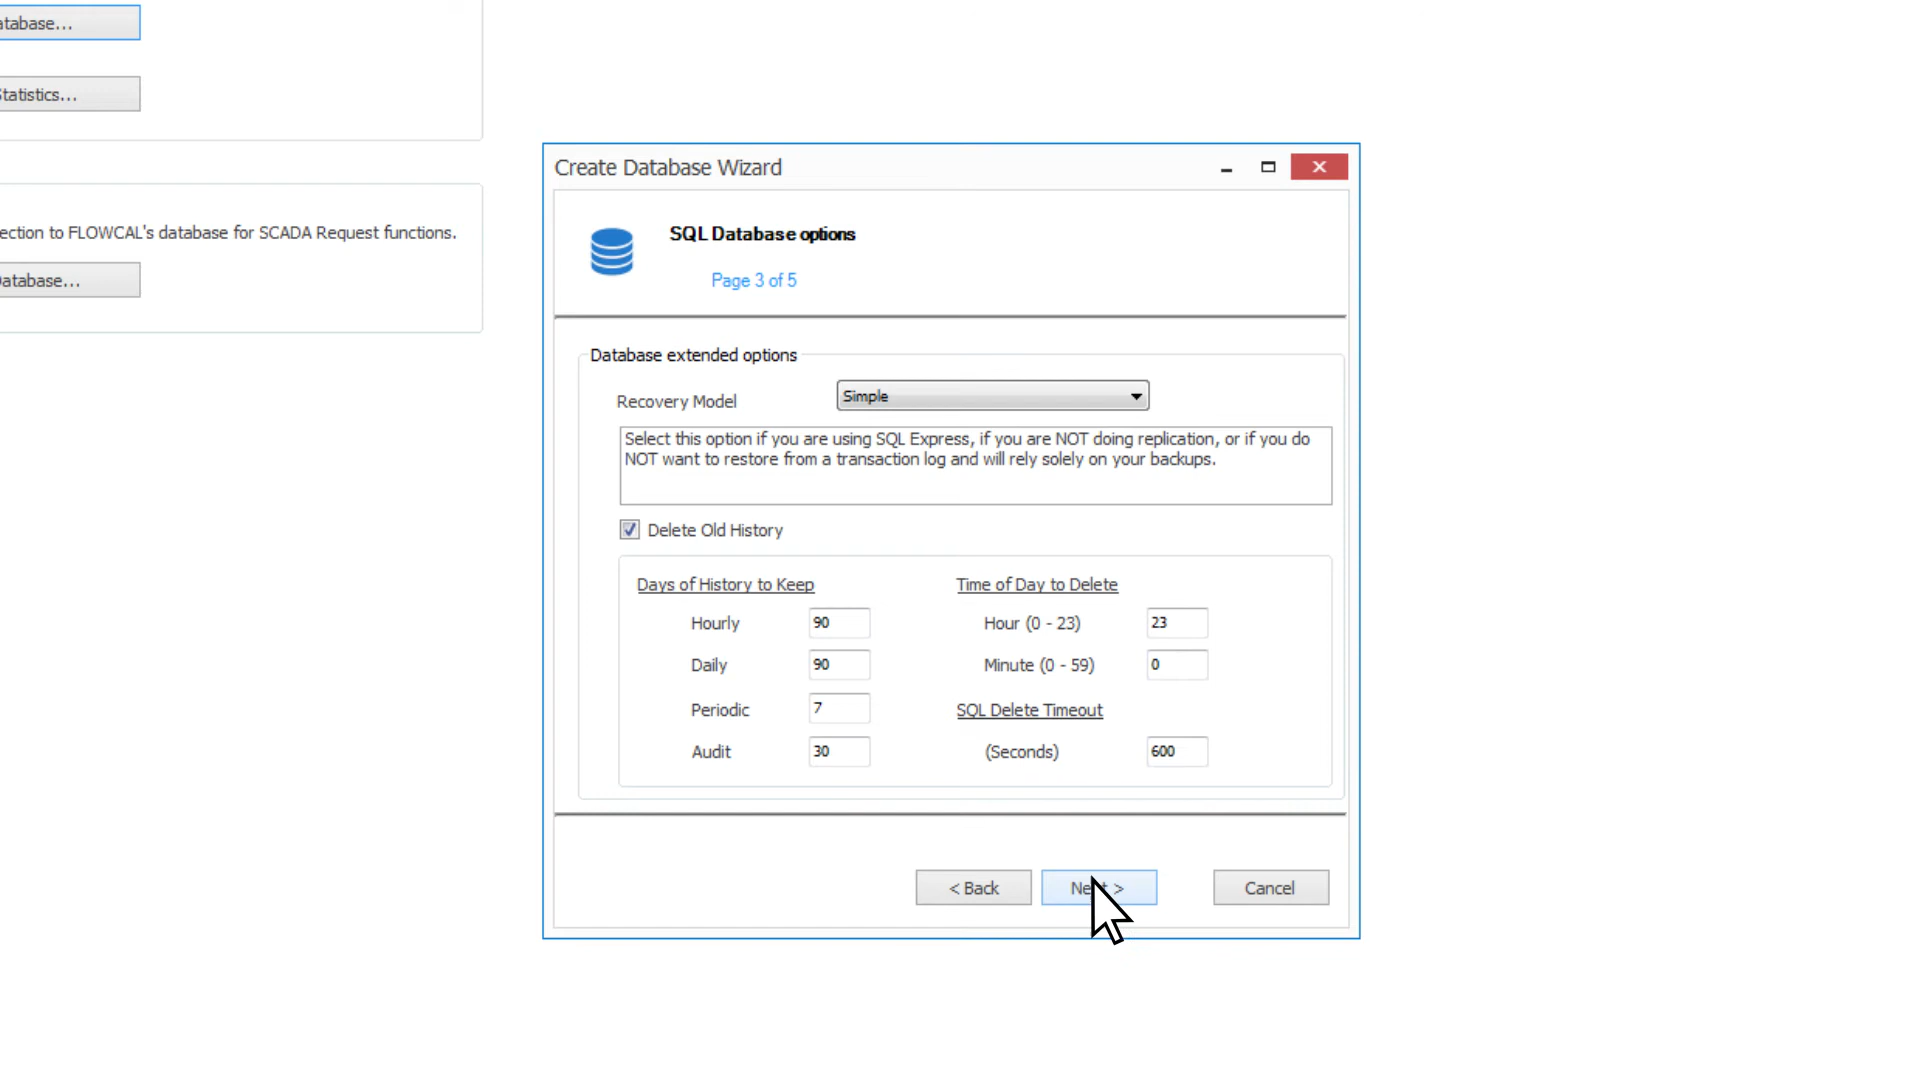 atabase...
Statistics...
ection to FLOWCAL's database for SCADA Request functions.
Database...
Create Database Wizard
SQL Database options
Page 3 of 5
Database extended options
Recovery Model
Simple
Select this option if you are using SQL Express, if you are NOT doing replication, or if you do
NOT want to restore from a transaction log and will rely solely on your backups.
Delete Old History
Days of History to Keep
Time of Day to Delete
Hourly 90
Hour (0 - 23) 23
Daily 90
Minute (0 - 59) 0
Periodic 7
SQL Delete Timeout
Audit 30
(Seconds) 600
< Back
Next >
Cancel